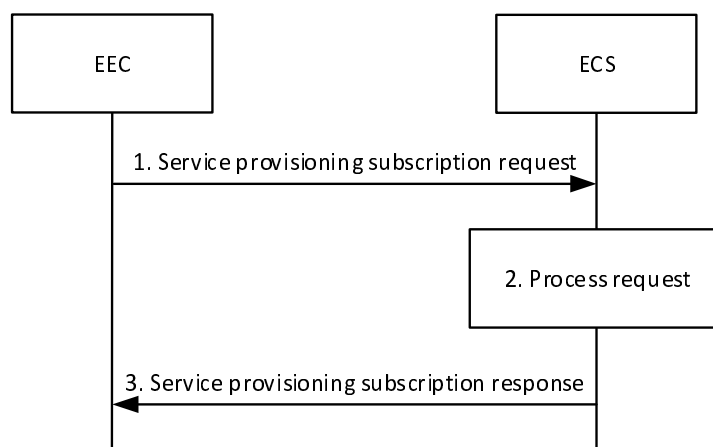 EEC
ECS
1. Service provisioning subscription request
2. Process request
3. Service provisioning subscription response